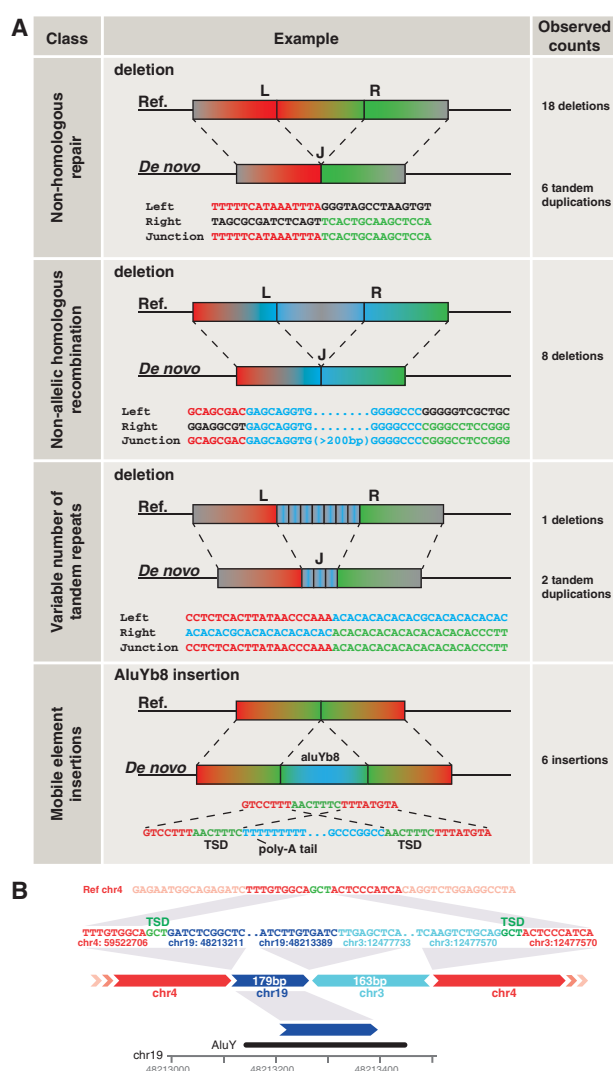 A
Class
Example
Observed
counts
Non-homologous
repair
deletion
L
R
Ref.
J
De novo
Left TTTTTCATAAATTTAGGGTAGCCTAAGTGT
Right TAGCGCGATCTCAGTTCACTGCAAGCTCCA
Junction TTTTTCATAAATTTATCACTGCAAGCTCCA
18 deletions
6 tandem
duplications
Non-allelic homologous
recombination
deletion
L
R
Ref.
J
De novo
Left GCAGCGACGAGCAGGTG........GGGGCCCGGGGGTCGCTGC
Right GGAGGCGTGAGCAGGTG........GGGGCCCCGGGCCTCCGGG
Junction GCAGCGACGAGCAGGTG(>200bp)GGGGCCCCGGGCCTCCGGG
8 deletions
Variable number of
tandem repeats
deletion
L
R
Ref.
J
De novo
Left CCTCTCACTTATAACCCAAAACACACACACACGCACACACACAC
Right ACACACGCACACACACACACACACACACACACACACACACCCTT
Junction CCTCTCACTTATAACCCAAAACACACACACACACACACACCCTT
1 deletions
2 tandem
duplications
Mobile element
insertions
AluYb8 insertion
Ref.
aluYb8
De novo
GTCCTTTAACTTTCTTTATGTA
GTCCTTTAACTTTCTTTTTTTTT...GCCCGGCCAACTTTCTTTATGTA
TSD
poly-A tail
TSD
6 insertions
B
Ref chr4 GAGAATGGCAGAGATCTTTGTGGCAGCTACTCCCATCACAGGTCTGGAGGCCTA
TSD
TSD
TTTGTGGCAGCTGATCTCGGCTC..ATCTTGTGATCTTGAGCTCA..TCAAGTCTGCAGGCTACTCCCATCA
chr4: 59522706 chr19: 48213211 chr19:48213389 chr3:12477733 chr3:12477570 chr3:12477570
179bp
163bp
chr4
chr19
chr3
chr4
AluY
chr19
48213000 48213200 48213400